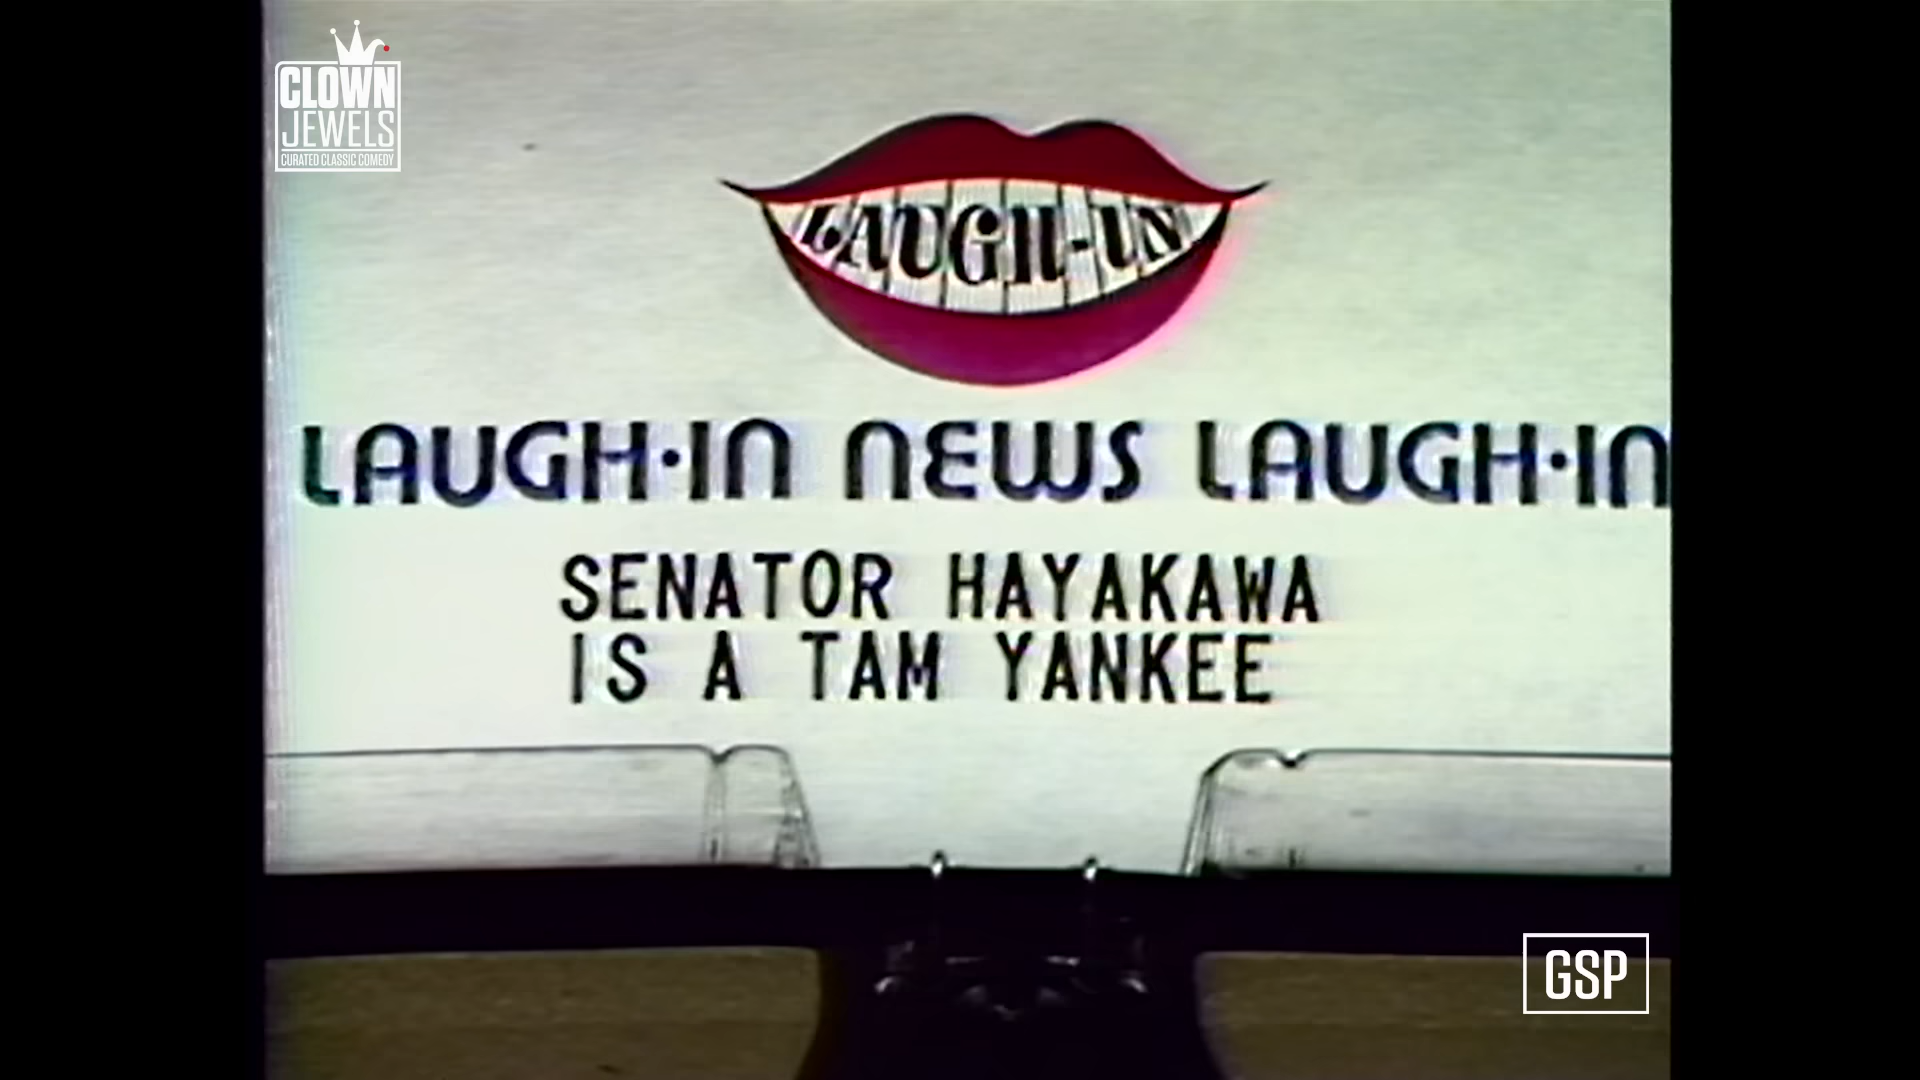 CLOWN
JEWELS
CURATED CLASSIC COMEDY
LAUGH-IN
LAUGH·IN NEWS LAUGH·IN
SENATOR HAYAKAWA
IS A TAM YANKEE
GSP